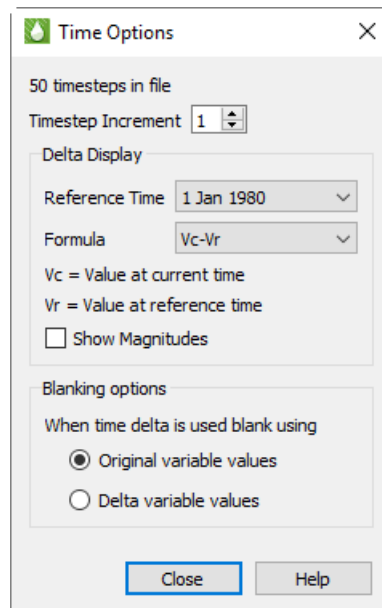 Time Options
50 timesteps in file
Timestep Increment 1
Delta Display
Reference Time 1 Jan 1980
Formula Vc-Vr
Vc = Value at current time
Vr = Value at reference time
Show Magnitudes
Blanking options
When time delta is used blank using
Original variable values
Delta variable values
Close Help